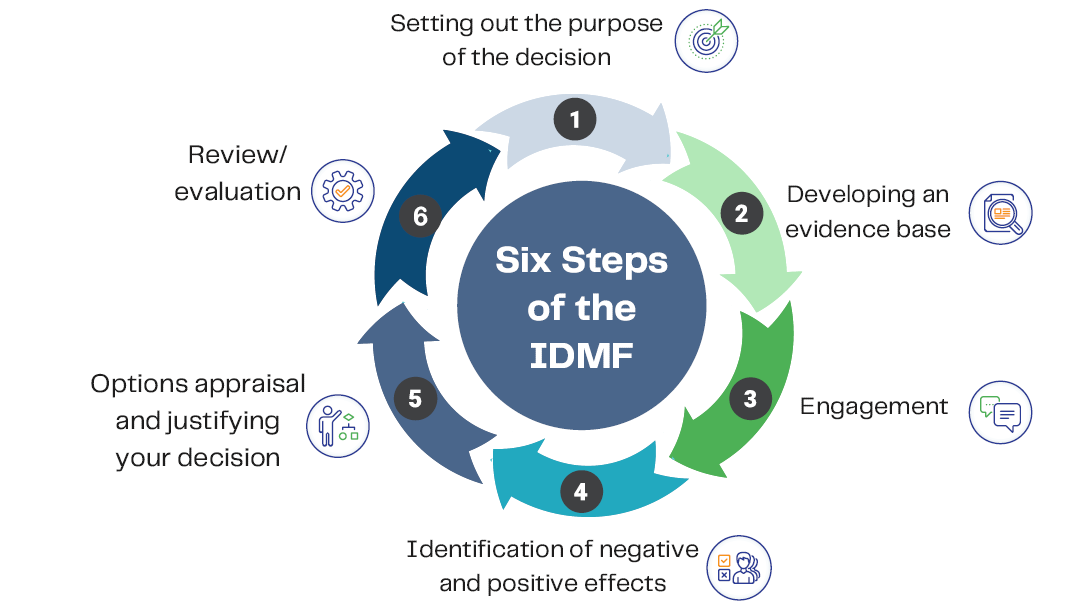 Setting out the purpose
of the decision
1
2
Developing an
evidence base
3
Engagement
4
Identification of negative
and positive effects
5
Options appraisal
and justifying
your decision
6
Review/
evaluation
Six Steps
of the
IDMF